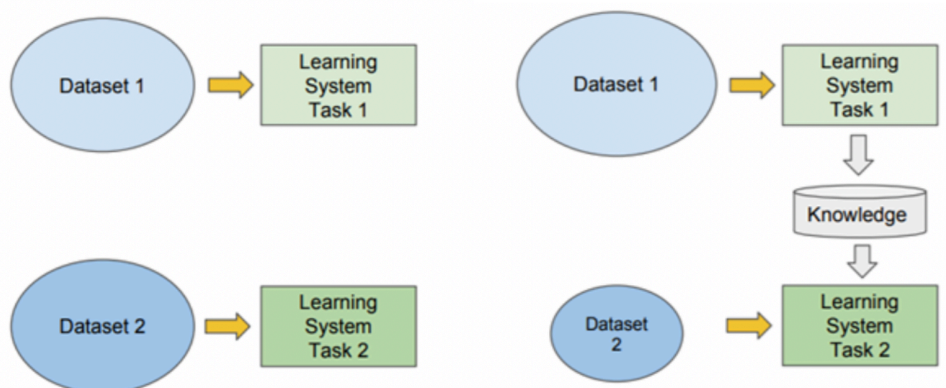 Dataset 1
Learning
System
Task 1
Dataset 2
Learning
System
Task 2
Dataset 1
Learning
System
Task 1
Knowledge
Dataset
2
Learning
System
Task 2